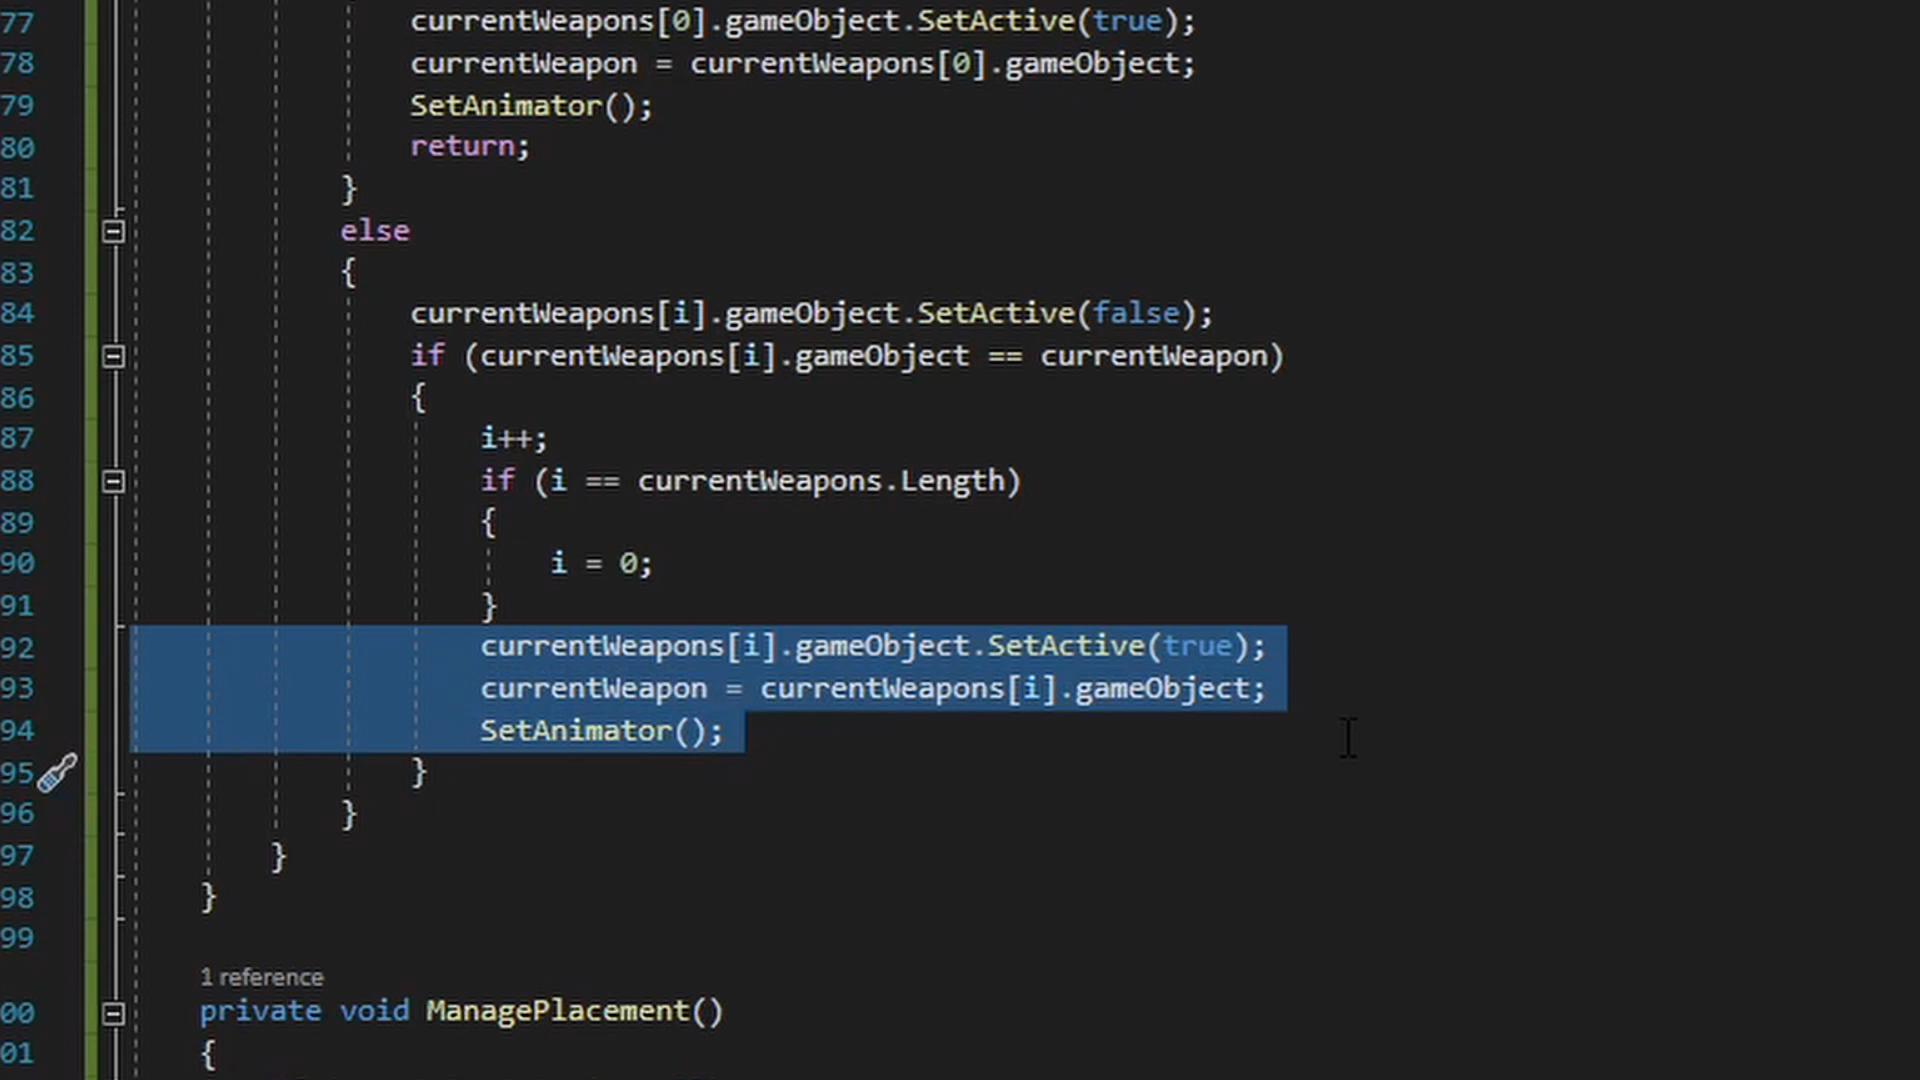 77 currentWeapons[0].gameObject.SetActive(true);
78 currentWeapon = currentWeapons[0].gameObject;
79 SetAnimator();
80 return;
81 }
82 else
83 {
84 currentWeapons[i].gameObject.SetActive(false);
85 if (currentWeapons[i].gameObject == currentWeapon)
86 {
87 i++;
88 if (i == currentWeapons.Length)
89 {
90 i = 0;
91 }
92 currentWeapons[i].gameObject.SetActive(true);
93 currentWeapon = currentWeapons[i].gameObject;
94 SetAnimator();
95 }
96 }
97 }
98 }
99
1 reference
00 private void ManagePlacement()
01 {